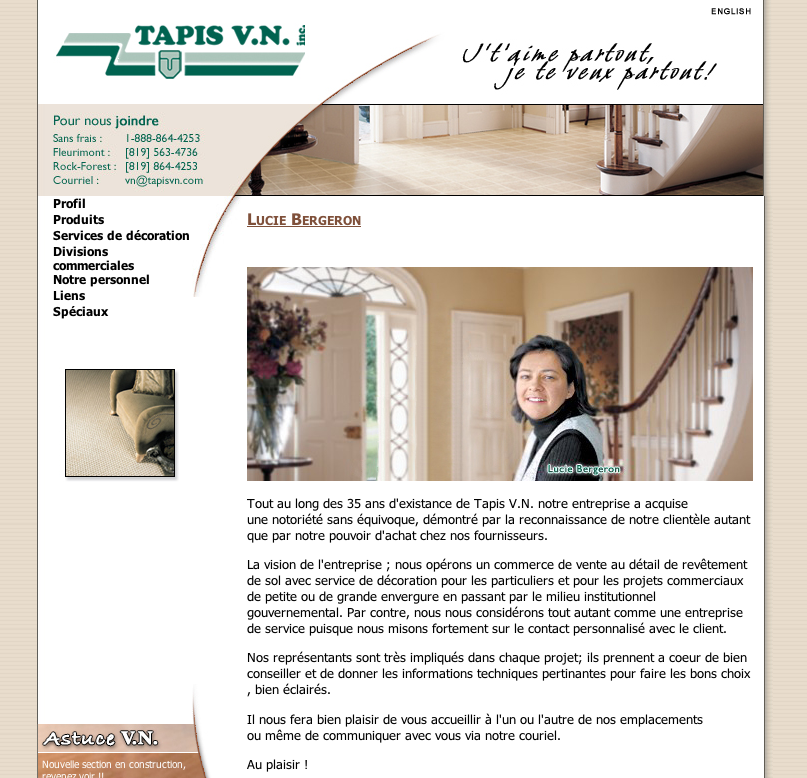 ENGLISH
TAPIS V.N. inc.
J't'aime partout,
je te veux partout!
Pour nous joindre
Sans frais : 1-888-864-4253
Fleurimont : [819] 563-4736
Rock-Forest : [819] 864-4253
Courriel : vn@tapisvn.com
Profil
Produits
Services de décoration
Divisions
commerciales
Notre personnel
Liens
Spéciaux
Lucie Bergeron
Lucie Bergeron
Tout au long des 35 ans d'existance de Tapis V.N. notre entreprise a acquise
une notoriété sans équivoque, démontré par la reconnaissance de notre clientèle autant
que par notre pouvoir d'achat chez nos fournisseurs.
La vision de l'entreprise ; nous opérons un commerce de vente au détail de revêtement
de sol avec service de décoration pour les particuliers et pour les projets commerciaux
de petite ou de grande envergure en passant par le milieu institutionnel
gouvernemental. Par contre, nous nous considérons tout autant comme une entreprise
de service puisque nous misons fortement sur le contact personnalisé avec le client.
Nos représentants sont très impliqués dans chaque projet; ils prennent a coeur de bien
conseiller et de donner les informations techniques pertinantes pour faire les bons choix
, bien éclairés.
Il nous fera bien plaisir de vous accueillir à l'un ou l'autre de nos emplacements
ou même de communiquer avec vous via notre couriel.
Au plaisir !
Astuce V.N.
Nouvelle section en construction,
revenez voir !!